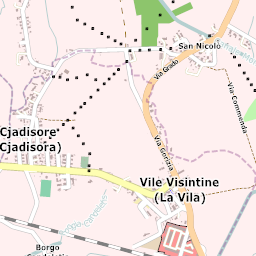 San Nicolò
Via Grado
Via Commenda
Cjadisore
Cjadisora)
Via Gorizia
Vile Visintine
(La Vila)
Borgo